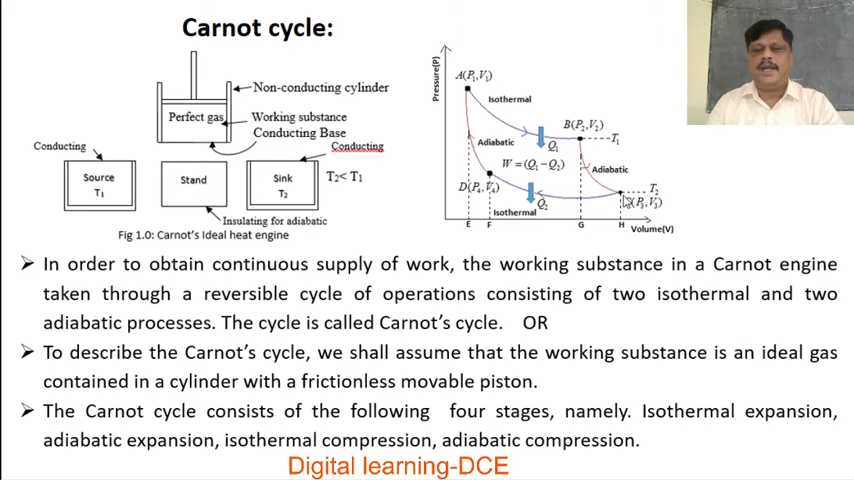 Carnot cycle:
Non-conducting cylinder
Perfect gas
Working substance
Conducting Base
Conducting
Conducting
Source
T1
Stand
Sink
T2
T2< T1
Insulating for adiabatic
Fig 1.0: Carnot's Ideal heat engine
Pressure(P)
A(P1,V1)
Isothermal
B(P2,V2)
T1
Q1
Adiabatic
W = (Q1-Q2)
Adiabatic
D(P4,V4)
T2
(P3,V3)
Q2
Isothermal
E F G H
Volume(V)
➢ In order to obtain continuous supply of work, the working substance in a Carnot engine
taken through a reversible cycle of operations consisting of two isothermal and two
adiabatic processes. The cycle is called Carnot's cycle. OR
➢ To describe the Carnot's cycle, we shall assume that the working substance is an ideal gas
contained in a cylinder with a frictionless movable piston.
➢ The Carnot cycle consists of the following four stages, namely. Isothermal expansion,
adiabatic expansion, isothermal compression, adiabatic compression.
Digital learning-DCE